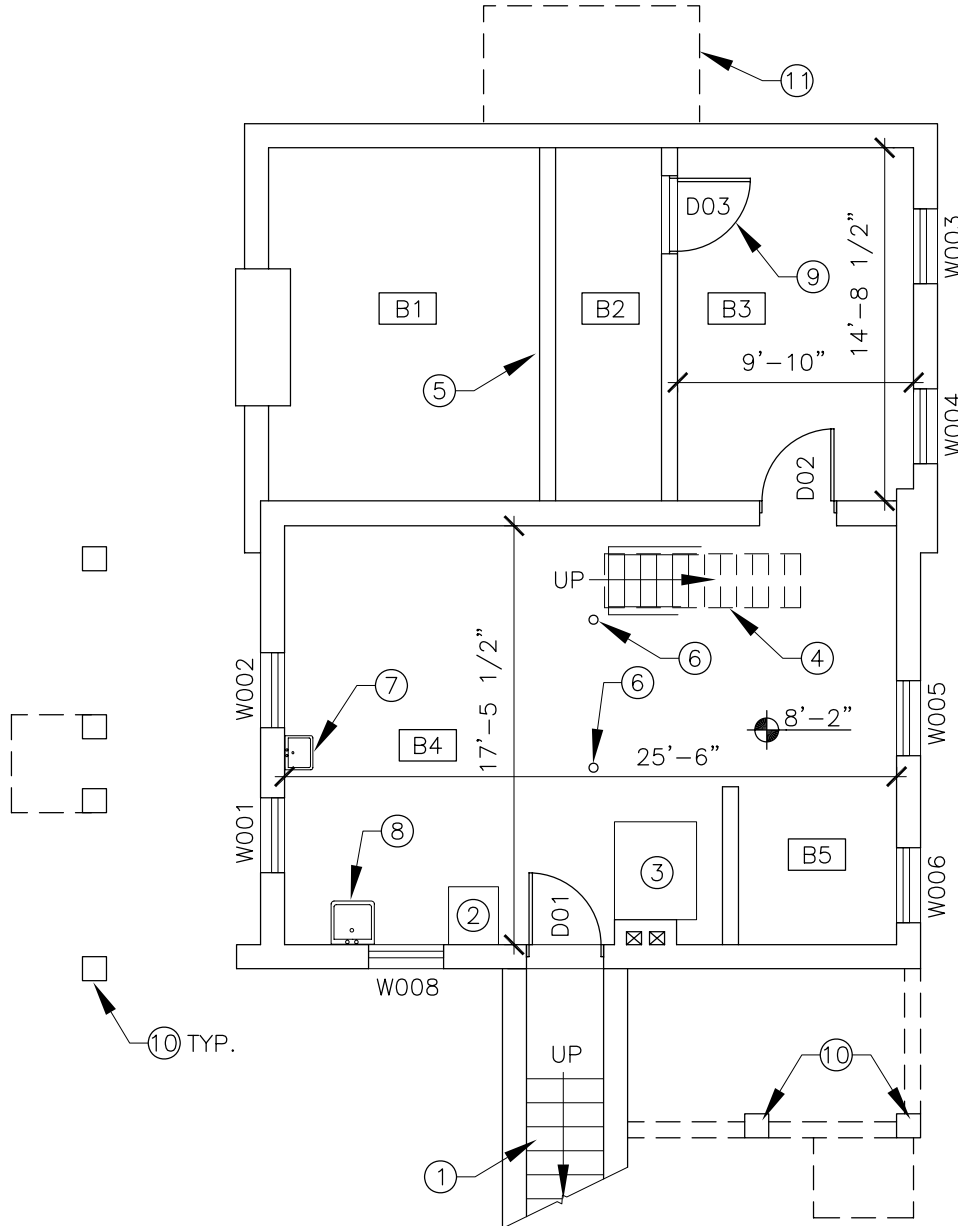 11
D03
9
W003
B1
B2
B3
14'-8 1/2"
9'-10"
5
W004
D02
UP
4
6
W002
7
17'-5 1/2"
6
W005
B4
8'-2"
25'-6"
W001
8
3
B5
W006
2
D01
W008
10 TYP.
UP
10
1